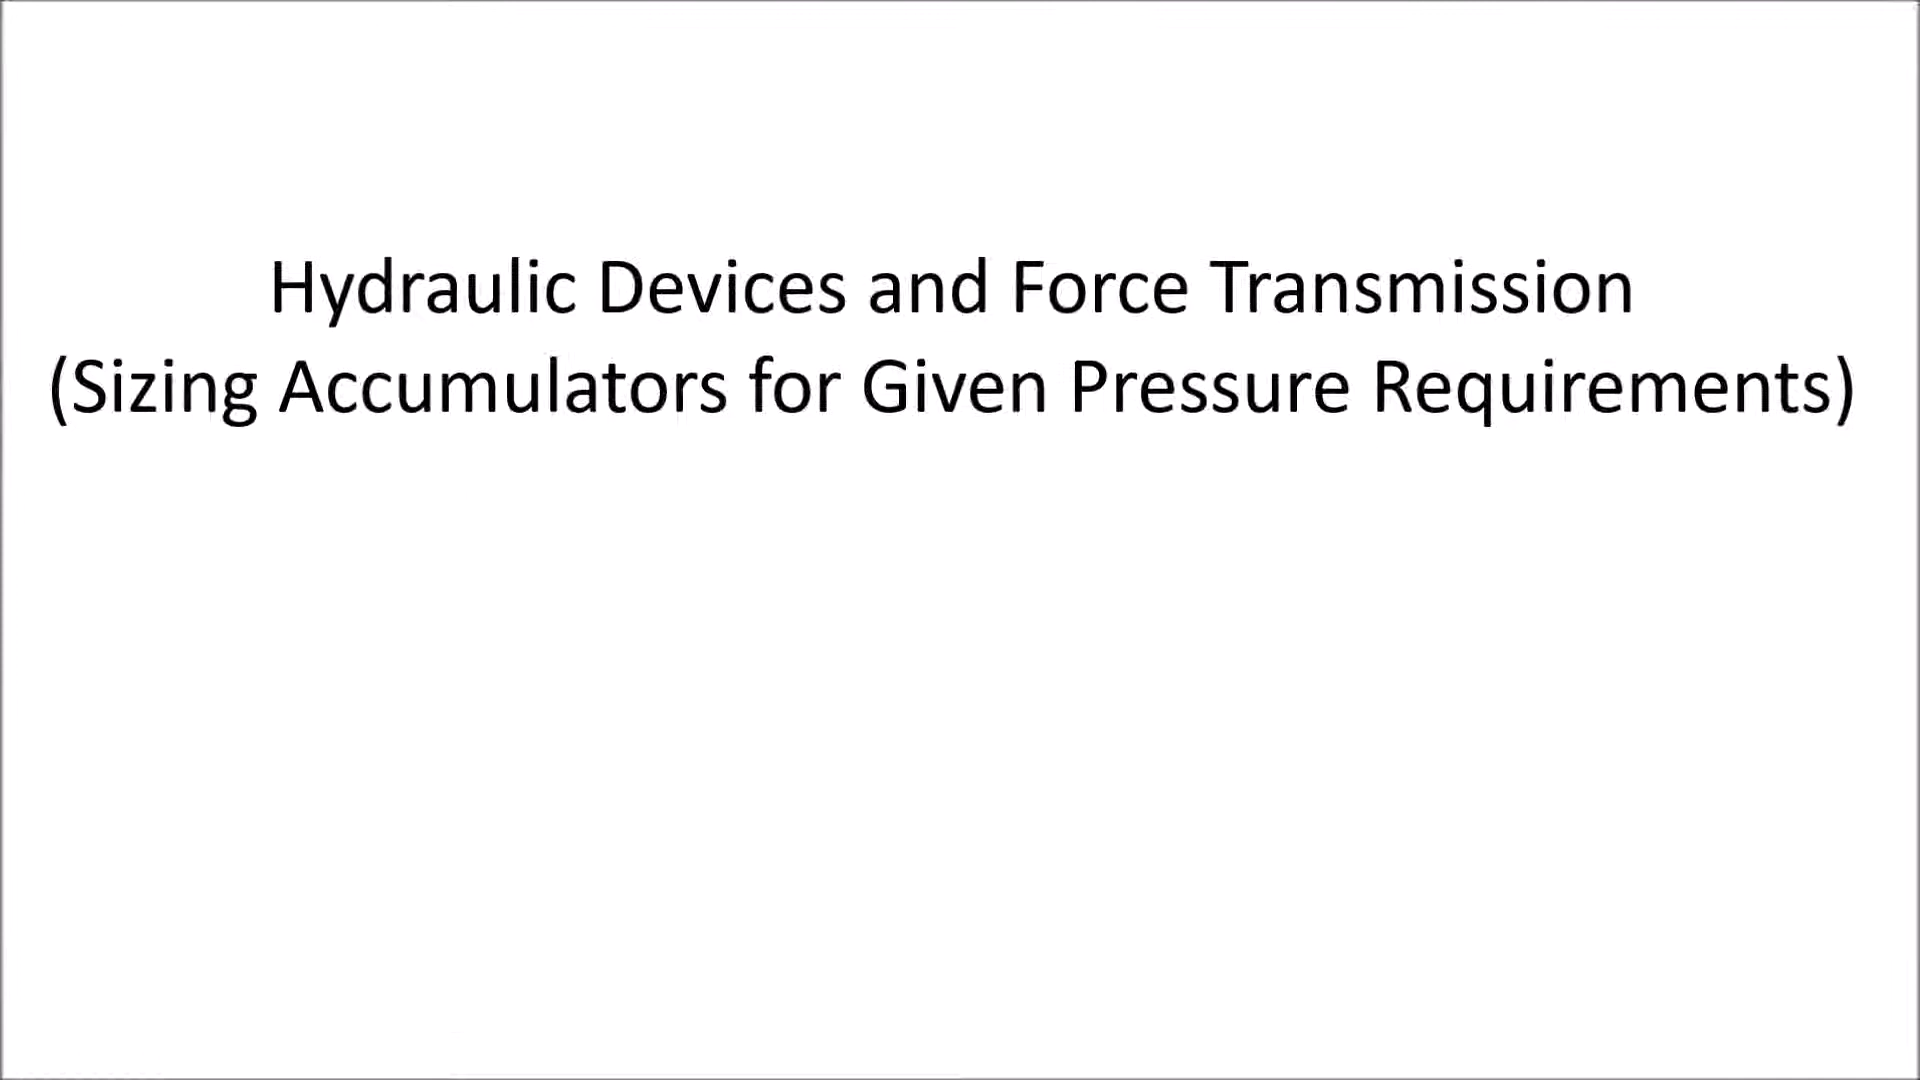 Hydraulic Devices and Force Transmission
(Sizing Accumulators for Given Pressure Requirements)